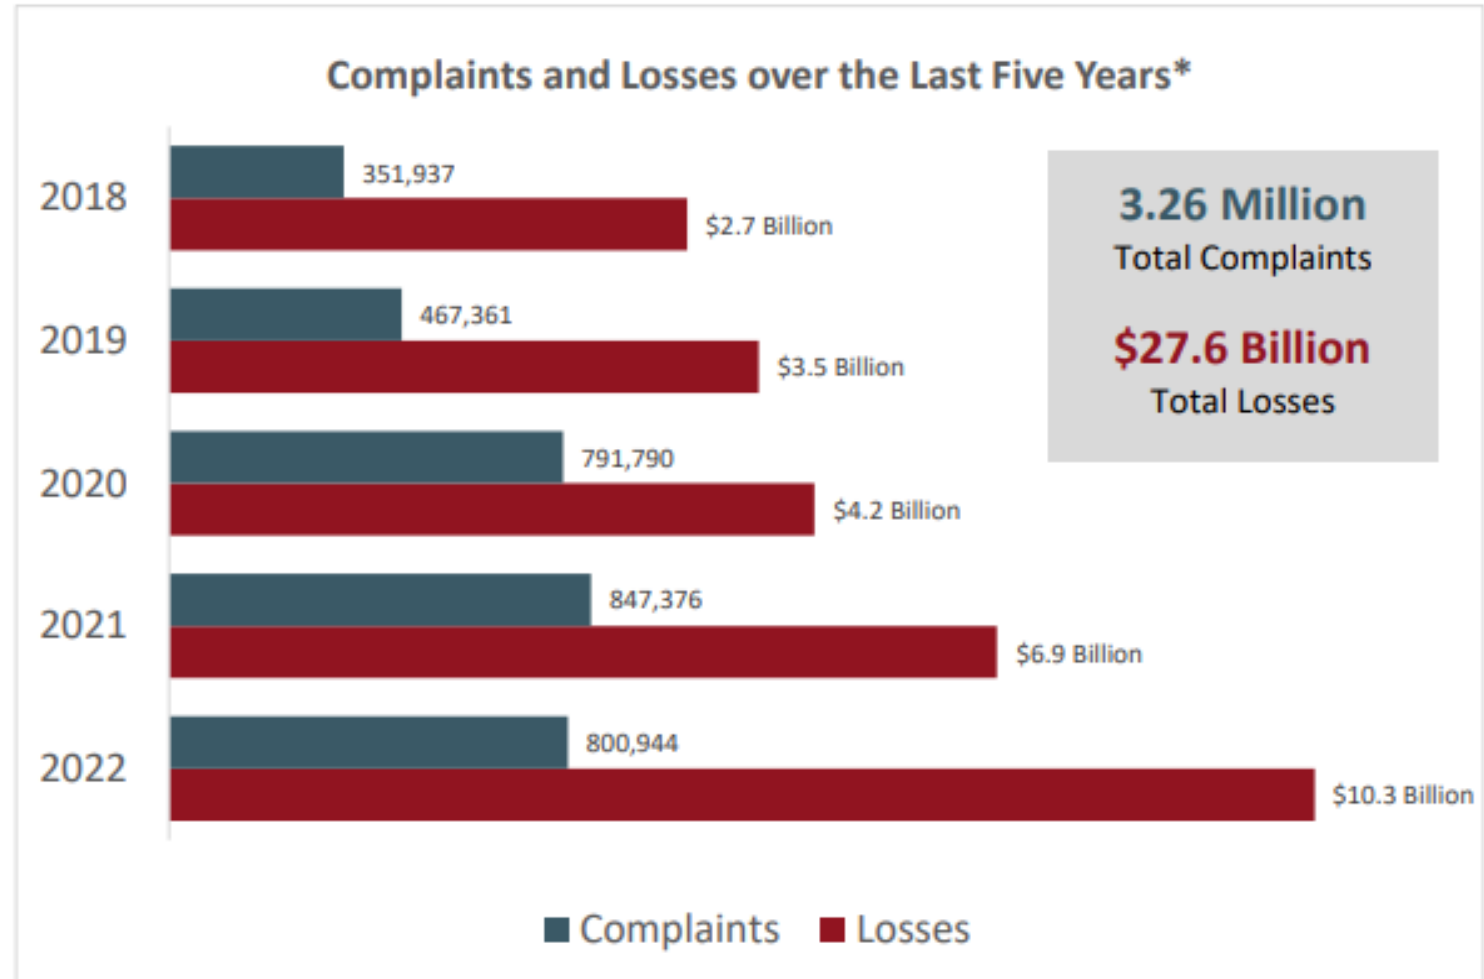 Complaints and Losses over the Last Five Years*
2018
351,937
$2.7 Billion
3.26 Million
Total Complaints
$27.6 Billion
Total Losses
2019
467,361
$3.5 Billion
2020
791,790
$4.2 Billion
2021
847,376
$6.9 Billion
2022
800,944
$10.3 Billion
Complaints Losses